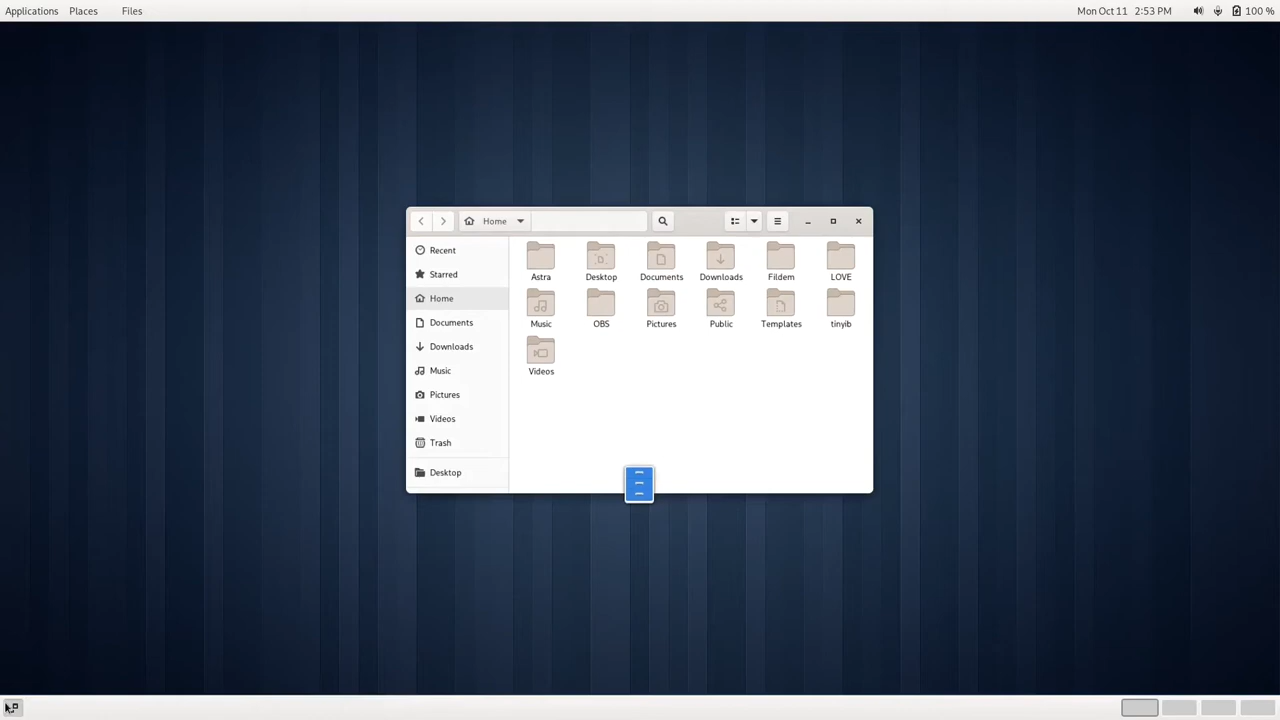 Applications Places Files Mon Oct 11 2:53 PM 100 %
Home
Recent
Starred
Home
Documents
Downloads
Music
Pictures
Videos
Trash
Desktop
Astra Desktop Documents Downloads Fildem LOVE
Music OBS Pictures Public Templates tinyib
Videos